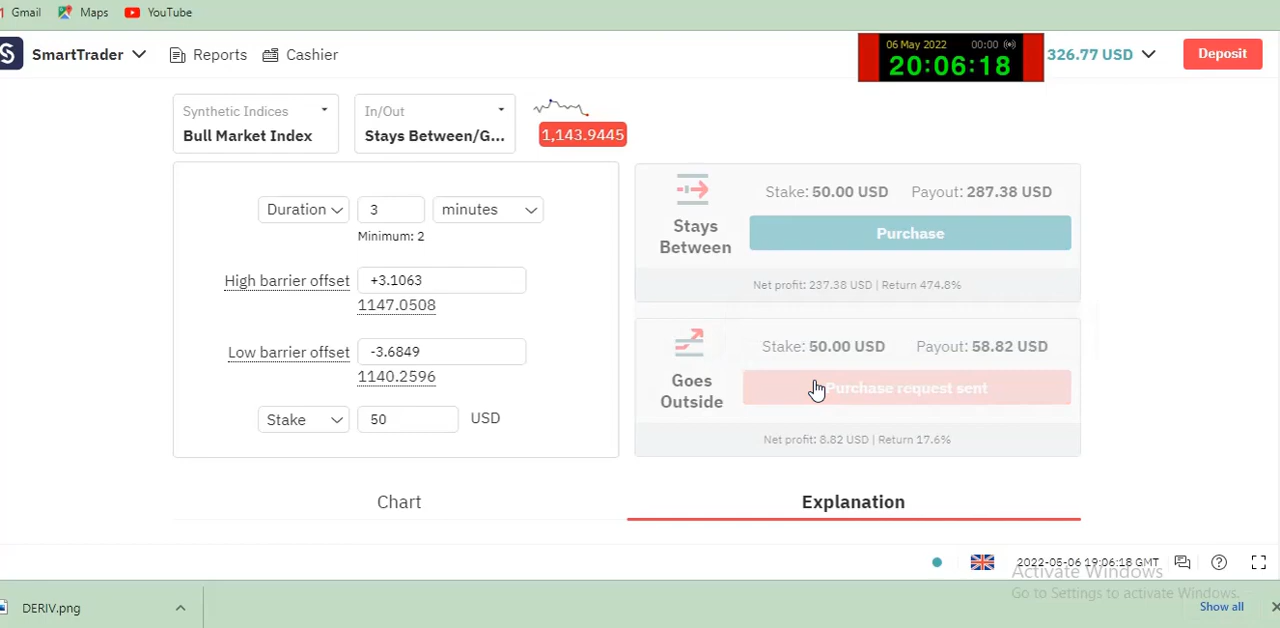 Gmail Maps YouTube
S SmartTrader Reports Cashier
06 May 2022 00:00
20:06:18
326.77 USD
Deposit
Synthetic Indices
Bull Market Index
In/Out
Stays Between/G...
1,143.9445
Duration 3 minutes
Minimum: 2
High barrier offset +3.1063
1147.0508
Low barrier offset -3.6849
1140.2596
Stake 50 USD
Stake: 50.00 USD Payout: 287.38 USD
Stays
Between
Purchase
Net profit: 237.38 USD | Return 474.8%
Stake: 50.00 USD Payout: 58.82 USD
Goes
Outside
Purchase request sent
Net profit: 8.82 USD | Return 17.6%
Chart Explanation
2022-05-06 19:06:18 GMT
Activate Windows
Go to Settings to activate Windows.
DERIV.png
Show all